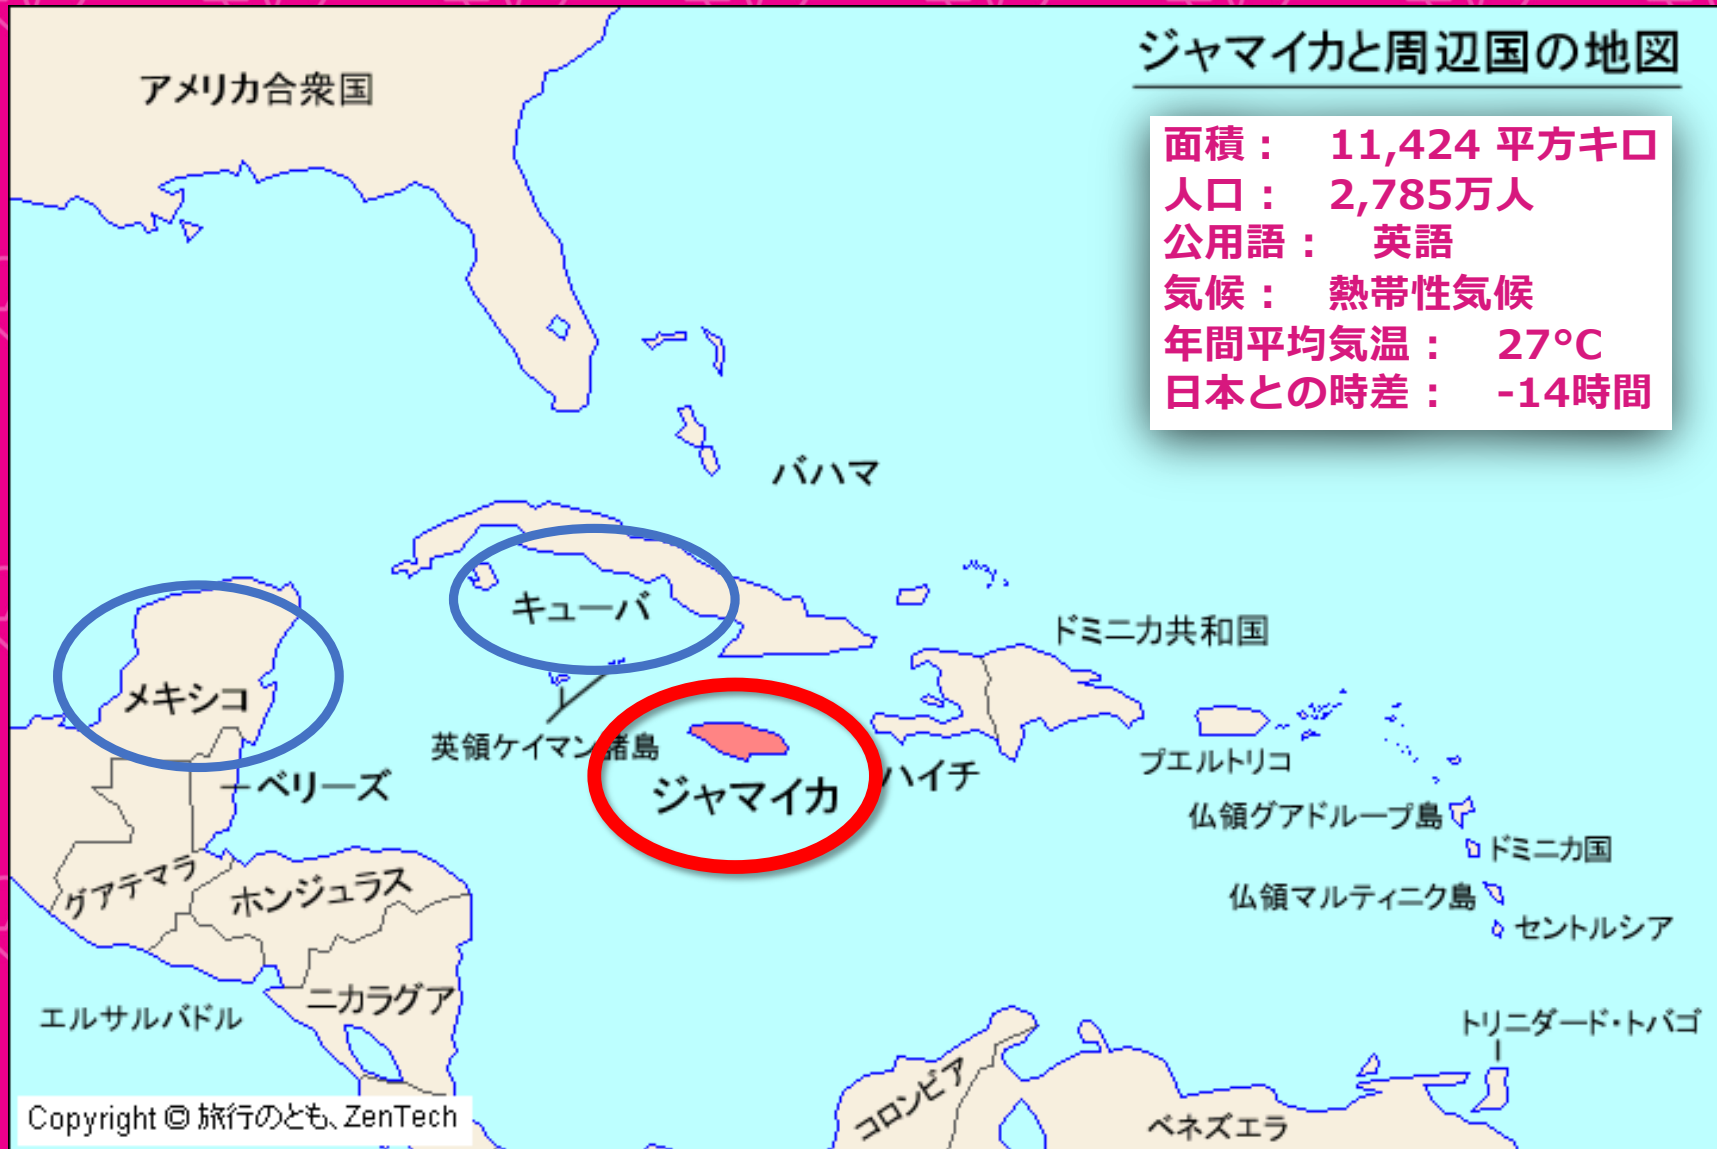 ジャマイカと周辺国の地図
アメリカ合衆国
面積： 11,424 平方キロ
人口： 2,785万人
公用語： 英語
気候： 熱帯性気候
年間平均気温： 27°C
日本との時差： -14時間
バハマ
キューバ
ドミニカ共和国
メキシコ
英領ケイマン諸島
ベリーズ
ジャマイカ
ハイチ
プエルトリコ
仏領グアドループ島
ドミニカ国
グアテマラ
ホンジュラス
仏領マルティニク島
セントルシア
ニカラグア
エルサルバドル
トリニダード・トバゴ
コロンビア
ベネズエラ
Copyright © 旅行のとも、ZenTech